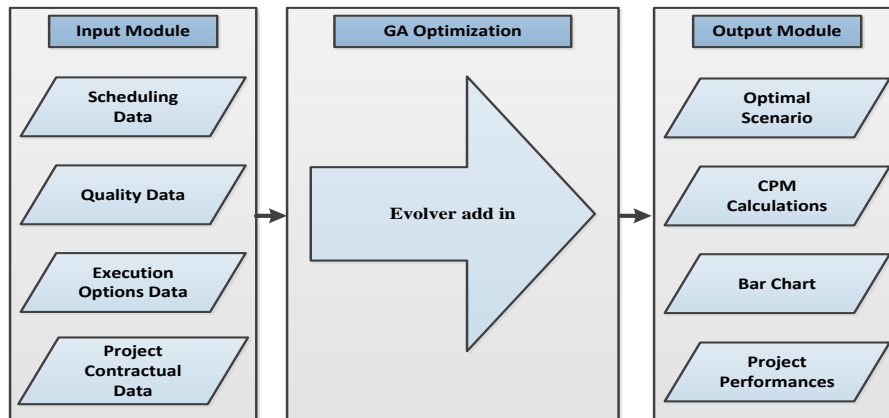 Input Module
Scheduling
Data
Quality Data
Execution
Options Data
Project
Contractual
Data
GA Optimization
Evolver add in
Output Module
Optimal
Scenario
CPM
Calculations
Bar Chart
Project
Performances